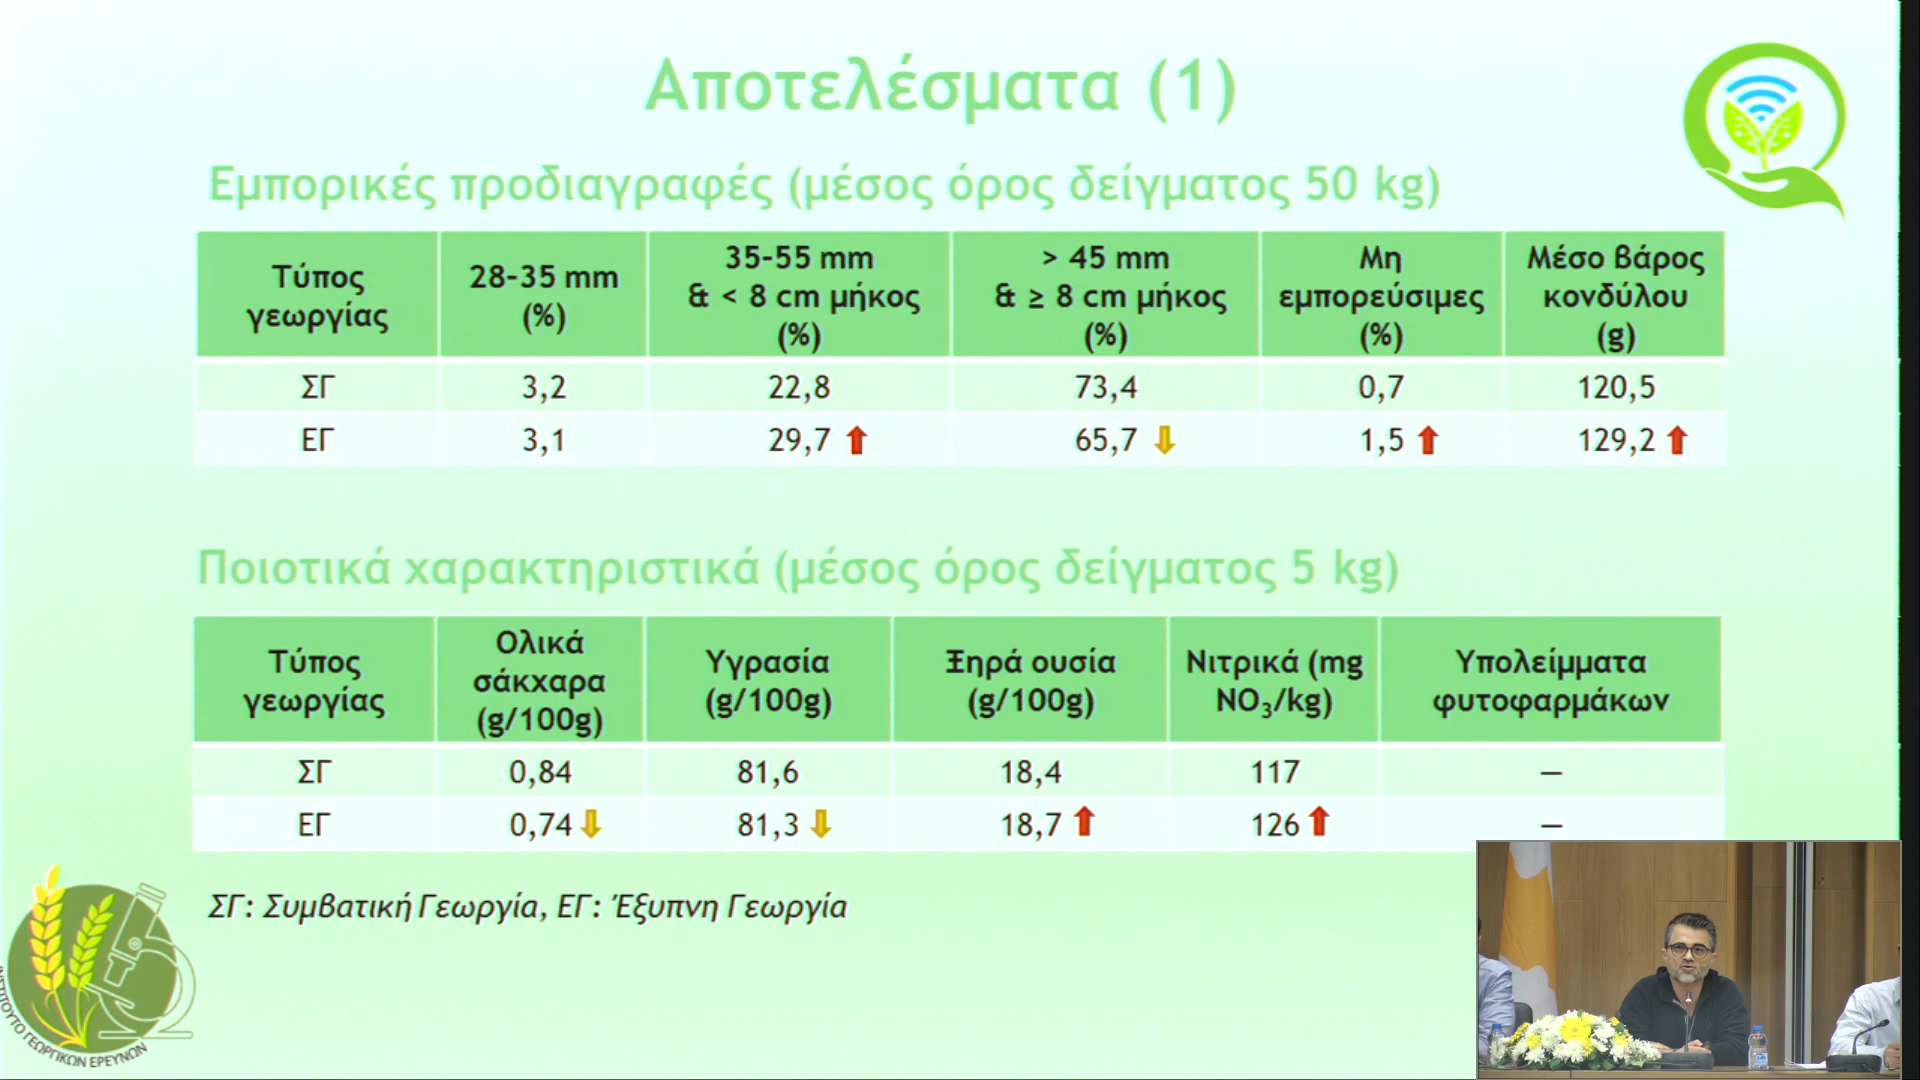 Αποτελέσματα (1)
Εμπορικές προδιαγραφές (μέσος όρος δείγματος 50 kg)
Τύπος γεωργίας | 28-35 mm (%) | 35-55 mm & < 8 cm μήκος (%) | > 45 mm & ≥ 8 cm μήκος (%) | Μη εμπορεύσιμες (%) | Μέσο βάρος κονδύλου (g)
ΣΓ | 3,2 | 22,8 | 73,4 | 0,7 | 120,5
ΕΓ | 3,1 | 29,7 | 65,7 | 1,5 | 129,2
Ποιοτικά χαρακτηριστικά (μέσος όρος δείγματος 5 kg)
Τύπος γεωργίας | Ολικά σάκχαρα (g/100g) | Υγρασία (g/100g) | Ξηρά ουσία (g/100g) | Νιτρικά (mg NO₃/kg) | Υπολείμματα φυτοφαρμάκων
ΣΓ | 0,84 | 81,6 | 18,4 | 117 | —
ΕΓ | 0,74 | 81,3 | 18,7 | 126 | —
ΣΓ: Συμβατική Γεωργία, ΕΓ: Έξυπνη Γεωργία
ΙΝΣΤΙΤΟΥΤΟ ΓΕΩΡΓΙΚΩΝ ΕΡΕΥΝΩΝ